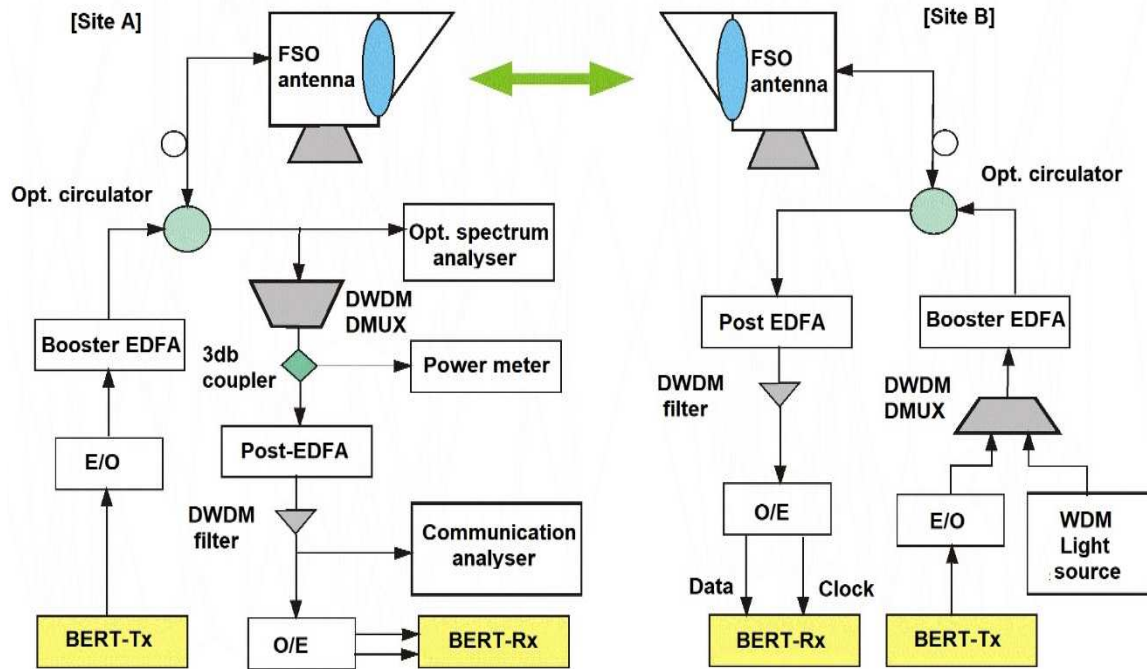 [Site A]
FSO
antenna
Opt. circulator
Opt. spectrum
analyser
DWDM
DMUX
Booster EDFA
3db
coupler
Power meter
E/O
Post-EDFA
DWDM
filter
Communication
analyser
BERT-Tx
O/E
BERT-Rx
[Site B]
FSO
antenna
Opt. circulator
Post EDFA
Booster EDFA
DWDM
filter
DWDM
DMUX
O/E
E/O
WDM
Light
source
Data
Clock
BERT-Rx
BERT-Tx